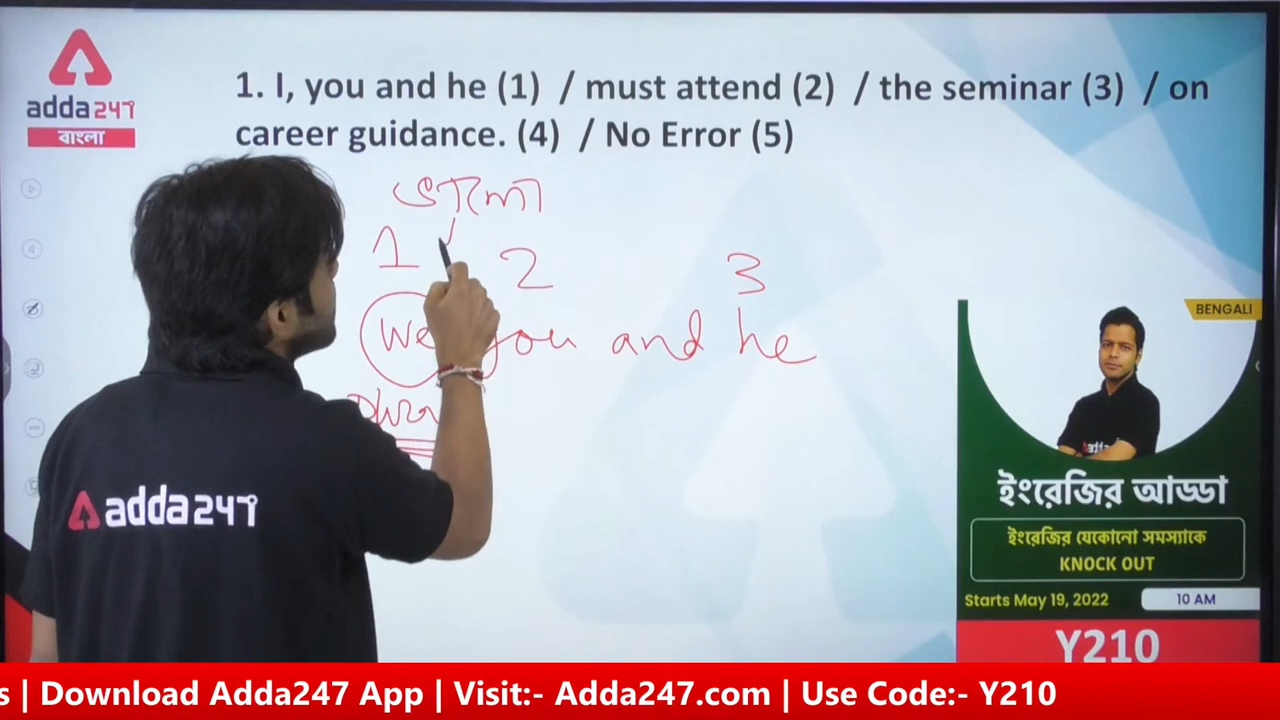 adda247
বাংলা
1. I, you and he (1) / must attend (2) / the seminar (3) / on
career guidance. (4) / No Error (5)
1 2 3
We you and he
adda247
BENGALI
ইংরেজির আড্ডা
ইংরেজির যেকোনো সমস্যাকে
KNOCK OUT
Starts May 19, 2022 10 AM
Y210
s | Download Adda247 App | Visit:- Adda247.com | Use Code:- Y210